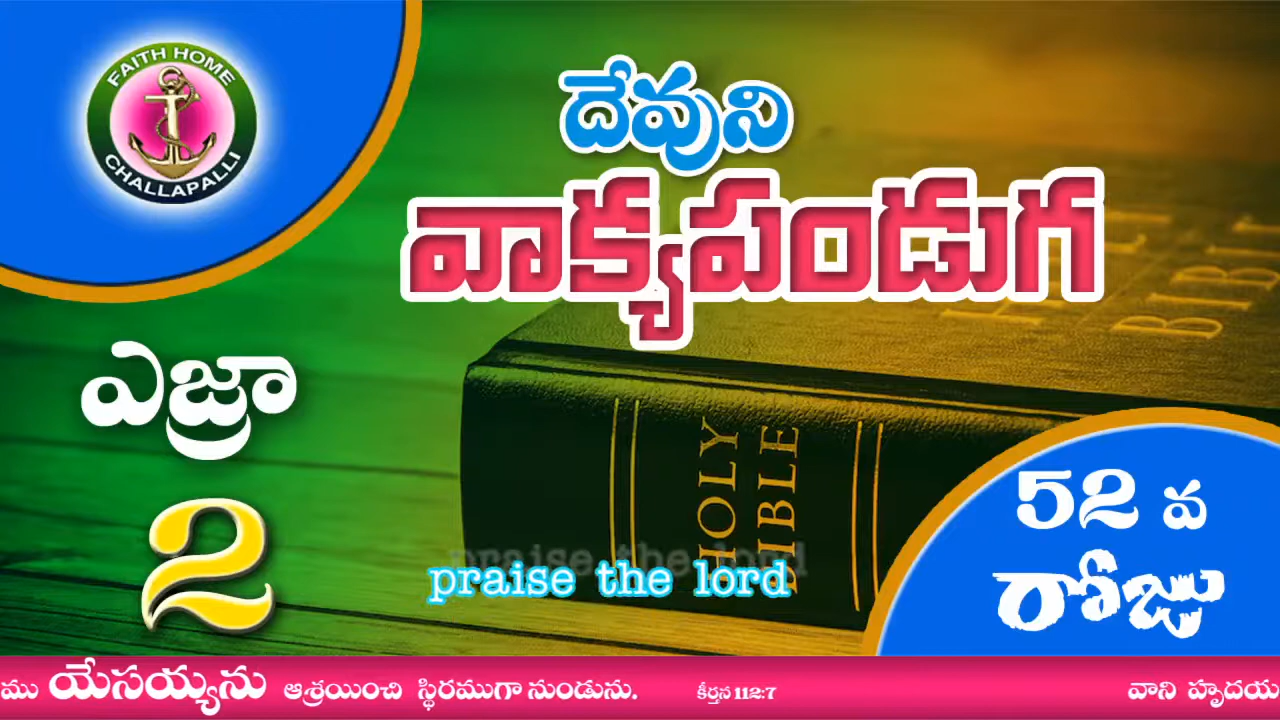 FAITH HOME
CHALLAPALLI
దేవుని
వాక్యపండుగ
ఎజ్రా
2
HOLY
BIBLE
HOLY
BIBLE
praise the lord
52 వ
రోజు
ము యేసయ్యను ఆశ్రయించి స్థిరముగా నుండును. కీర్తన 112:7 వాని హృదయ